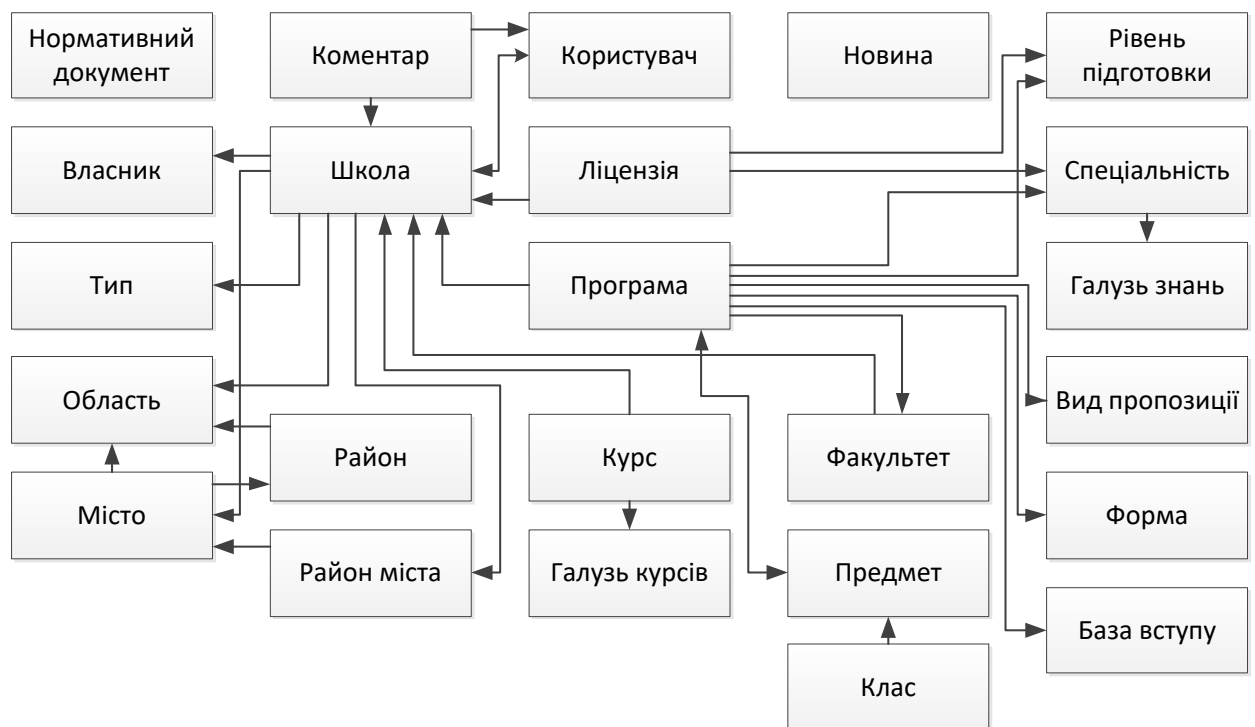 Нормативний
документ
Коментар
Користувач
Новина
Рівень
підготовки
Власник
Школа
Ліцензія
Спеціальність
Тип
Програма
Галузь знань
Область
Район
Курс
Факультет
Вид пропозиції
Місто
Район міста
Галузь курсів
Предмет
Форма
Клас
База вступу